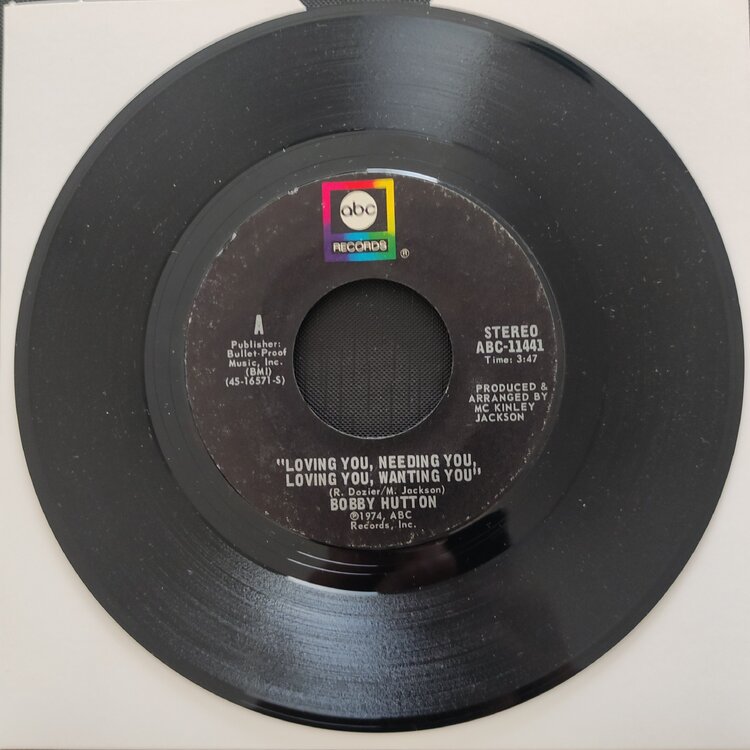 abc
RECORDS
®
A
Publisher:
Bullet-Proof
Music, Inc.
(BMI)
(45-16571-S)
STEREO
ABC-11441
Time: 3:47
PRODUCED &
ARRANGED BY
MC KINLEY
JACKSON
"LOVING YOU, NEEDING YOU,
LOVING YOU, WANTING YOU"
(R. Dozier/M. Jackson)
BOBBY HUTTON
℗1974, ABC
Records, Inc.